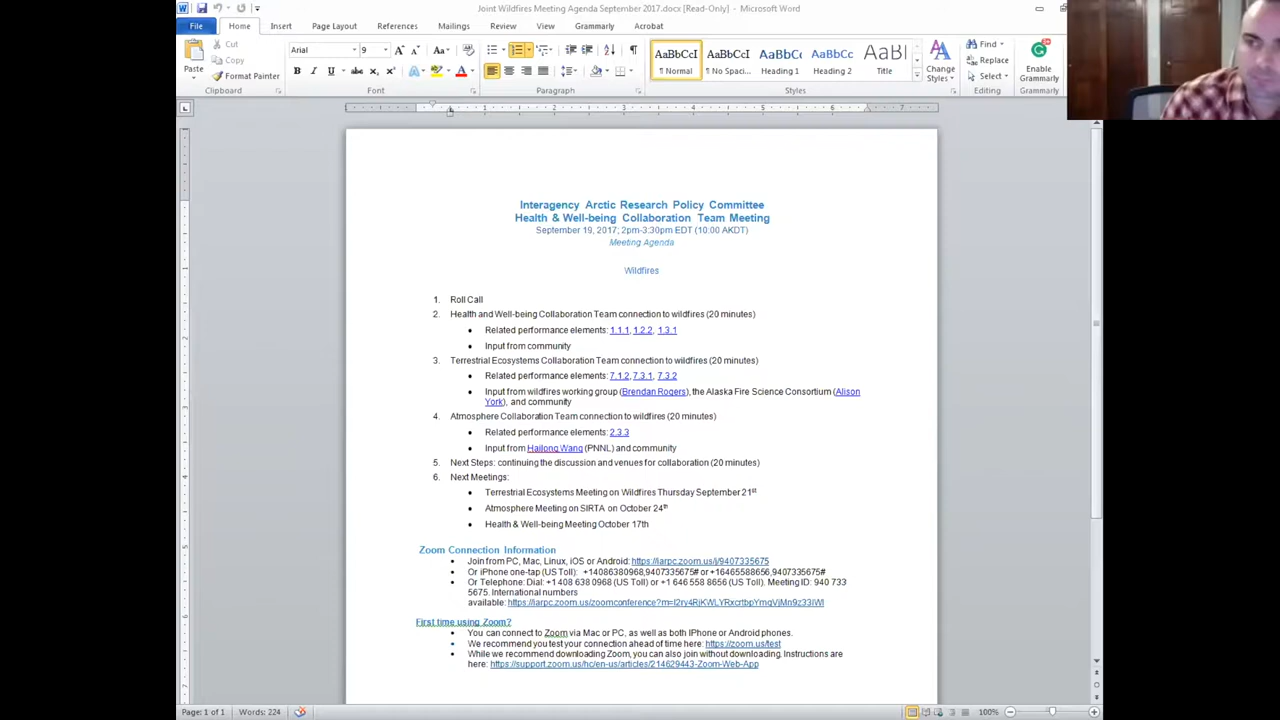 Joint Wildfires Meeting Agenda September 2017.docx [Read-Only] - Microsoft Word
File Home Insert Page Layout References Mailings Review View Grammarly Acrobat
Paste Cut Copy Format Painter Clipboard
Arial 9 Font
Paragraph
AaBbCcI ¶ Normal AaBbCcI ¶ No Spaci... AaBbCc Heading 1 AaBbCc Heading 2 AaBI Title Change Styles Styles
Find Replace Select Editing
Enable Grammarly Grammarly
Interagency Arctic Research Policy Committee
Health & Well-being Collaboration Team Meeting
September 19, 2017; 2pm-3:30pm EDT (10:00 AKDT)
Meeting Agenda
Wildfires
1. Roll Call
2. Health and Well-being Collaboration Team connection to wildfires (20 minutes)
• Related performance elements: 1.1.1, 1.2.2, 1.3.1
• Input from community
3. Terrestrial Ecosystems Collaboration Team connection to wildfires (20 minutes)
• Related performance elements: 7.1.2, 7.3.1, 7.3.2
• Input from wildfires working group (Brendan Rogers), the Alaska Fire Science Consortium (Alison
York), and community
4. Atmosphere Collaboration Team connection to wildfires (20 minutes)
• Related performance elements: 2.3.3
• Input from Hailong Wang (PNNL) and community
5. Next Steps: continuing the discussion and venues for collaboration (20 minutes)
6. Next Meetings:
• Terrestrial Ecosystems Meeting on Wildfires Thursday September 21st
• Atmosphere Meeting on SIRTA on October 24th
• Health & Well-being Meeting October 17th
Zoom Connection Information
• Join from PC, Mac, Linux, iOS or Android: https://iarpc.zoom.us/j/9407335675
• Or iPhone one-tap (US Toll): +14086380968,9407335675# or +16465588656,9407335675#
• Or Telephone: Dial: +1 408 638 0968 (US Toll) or +1 646 558 8656 (US Toll). Meeting ID: 940 733
5675. International numbers
available:
First time using Zoom?
• You can connect to Zoom via Mac or PC, as well as both IPhone or Android phones.
• We recommend you test your connection ahead of time here: https://zoom.us/test
• While we recommend downloading Zoom, you can also join without downloading. Instructions are
here: https://support.zoom.us/hc/en-us/articles/214629443-Zoom-Web-App
Page: 1 of 1 Words: 224 100%